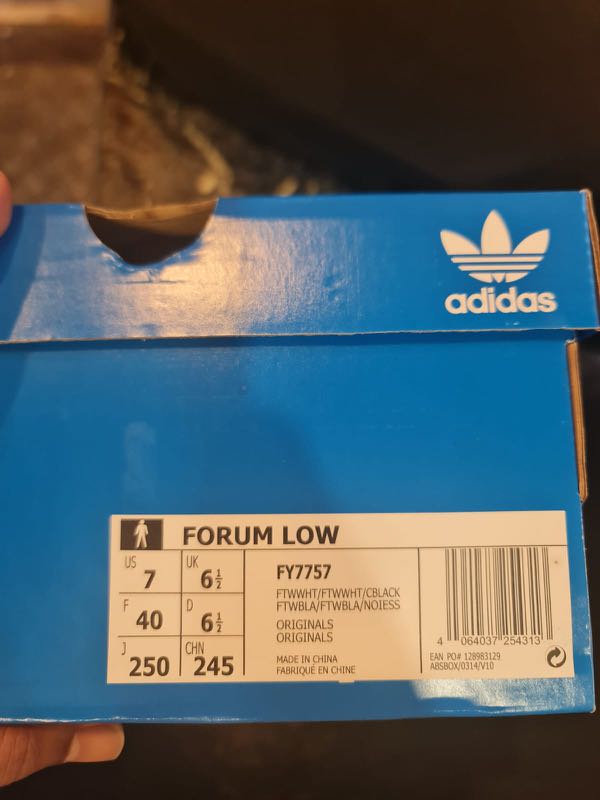 adidas
FORUM LOW
US 7 UK 6½
F 40 D 6½
J 250 CHN 245
FY7757
FTWWHT/FTWWHT/CBLACK
FTWBLA/FTWBLA/NOIESS
ORIGINALS
ORIGINALS
MADE IN CHINA
FABRIQUÉ EN CHINE
4 064037 254313
EAN PO# 128983129
ABSBOX/0314/V10